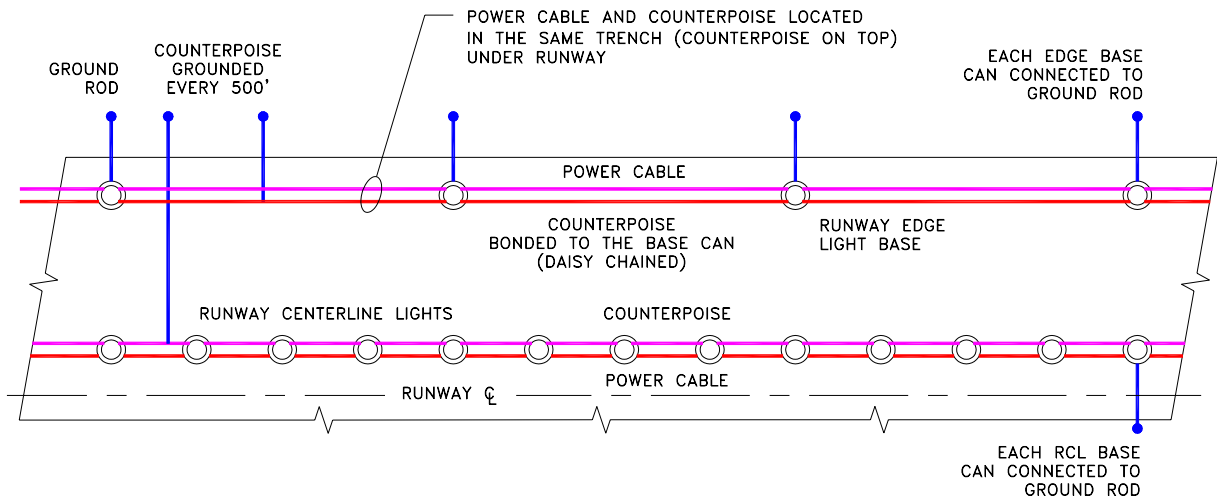 POWER CABLE AND COUNTERPOISE LOCATED
IN THE SAME TRENCH (COUNTERPOISE ON TOP)
UNDER RUNWAY
GROUND
ROD
COUNTERPOISE
GROUNDED
EVERY 500'
EACH EDGE BASE
CAN CONNECTED TO
GROUND ROD
POWER CABLE
COUNTERPOISE
BONDED TO THE BASE CAN
(DAISY CHAINED)
RUNWAY EDGE
LIGHT BASE
RUNWAY CENTERLINE LIGHTS
COUNTERPOISE
POWER CABLE
RUNWAY ℄
EACH RCL BASE
CAN CONNECTED TO
GROUND ROD